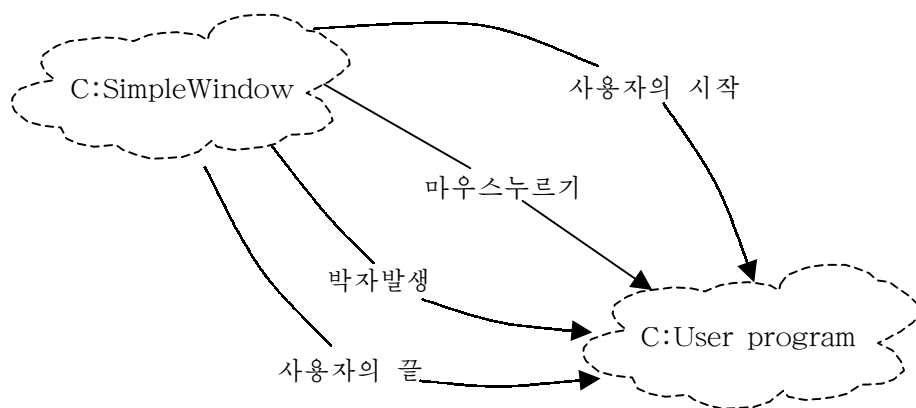 C:SimpleWindow
사용자의 시작
마우스누르기
박자발생
C:User program
사용자의 끝